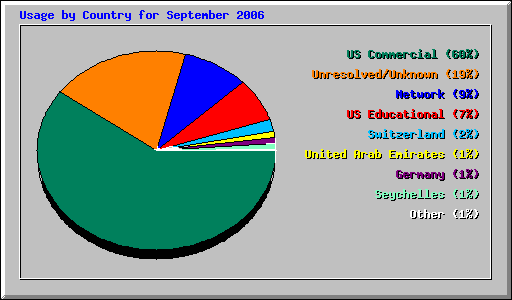 Usage by Country for September 2006
US Commercial (60%)
Unresolved/Unknown (19%)
Network (9%)
US Educational (7%)
Switzerland (2%)
United Arab Emirates (1%)
Germany (1%)
Seychelles (1%)
Other (1%)